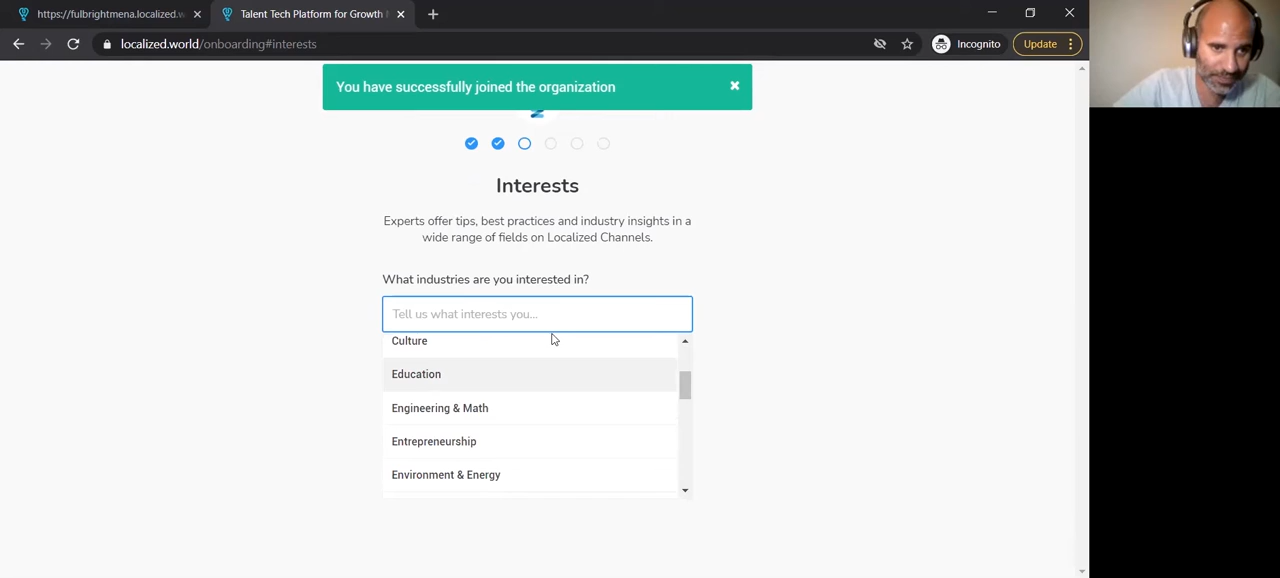 https://fulbrightmena.localized.w
Talent Tech Platform for Growth
localized.world/onboarding#interests
Incognito
Update
You have successfully joined the organization
Interests
Experts offer tips, best practices and industry insights in a
wide range of fields on Localized Channels.
What industries are you interested in?
Tell us what interests you...
Culture
Education
Engineering & Math
Entrepreneurship
Environment & Energy